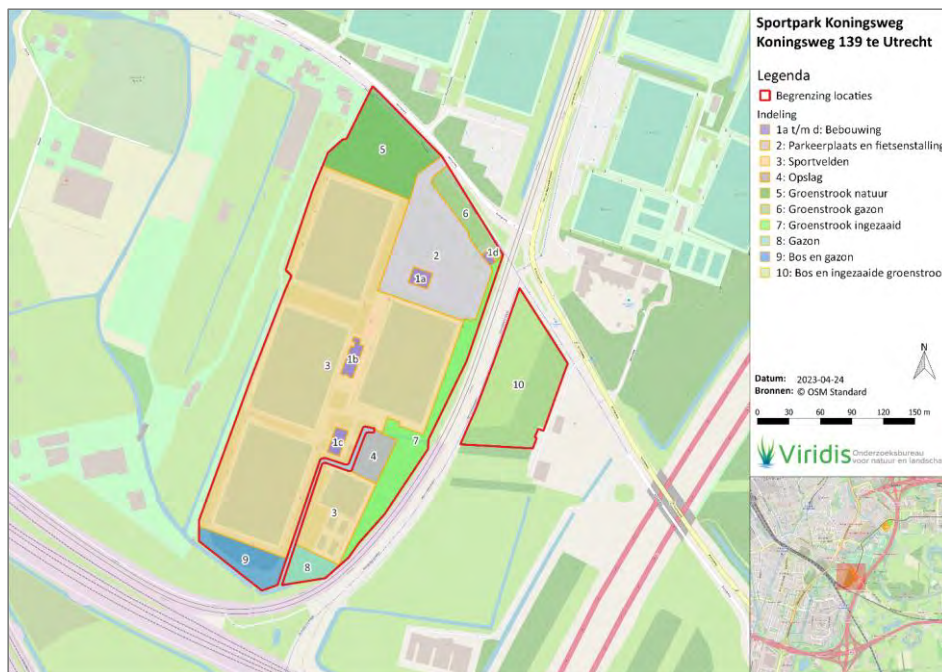 Sportpark Koningsweg
Koningsweg 139 te Utrecht
Legenda
Begrenzing locaties
Indeling
1a t/m d: Bebouwing
2: Parkeerplaats en fietsenstalling
3: Sportvelden
4: Opslag
5: Groenstrook natuur
6: Groenstrook gazon
7: Groenstrook ingezaaid
8: Gazon
9: Bos en gazon
10: Bos en ingezaaide groenstroo
N
Datum: 2023-04-24
Bronnen: © OSM Standard
0 30 60 90 120 150 m
Viridis
Onderzoeksbureau
voor natuur en landscha
5
6
2
1d
1a
3
1b
10
1c
7
4
3
9
8